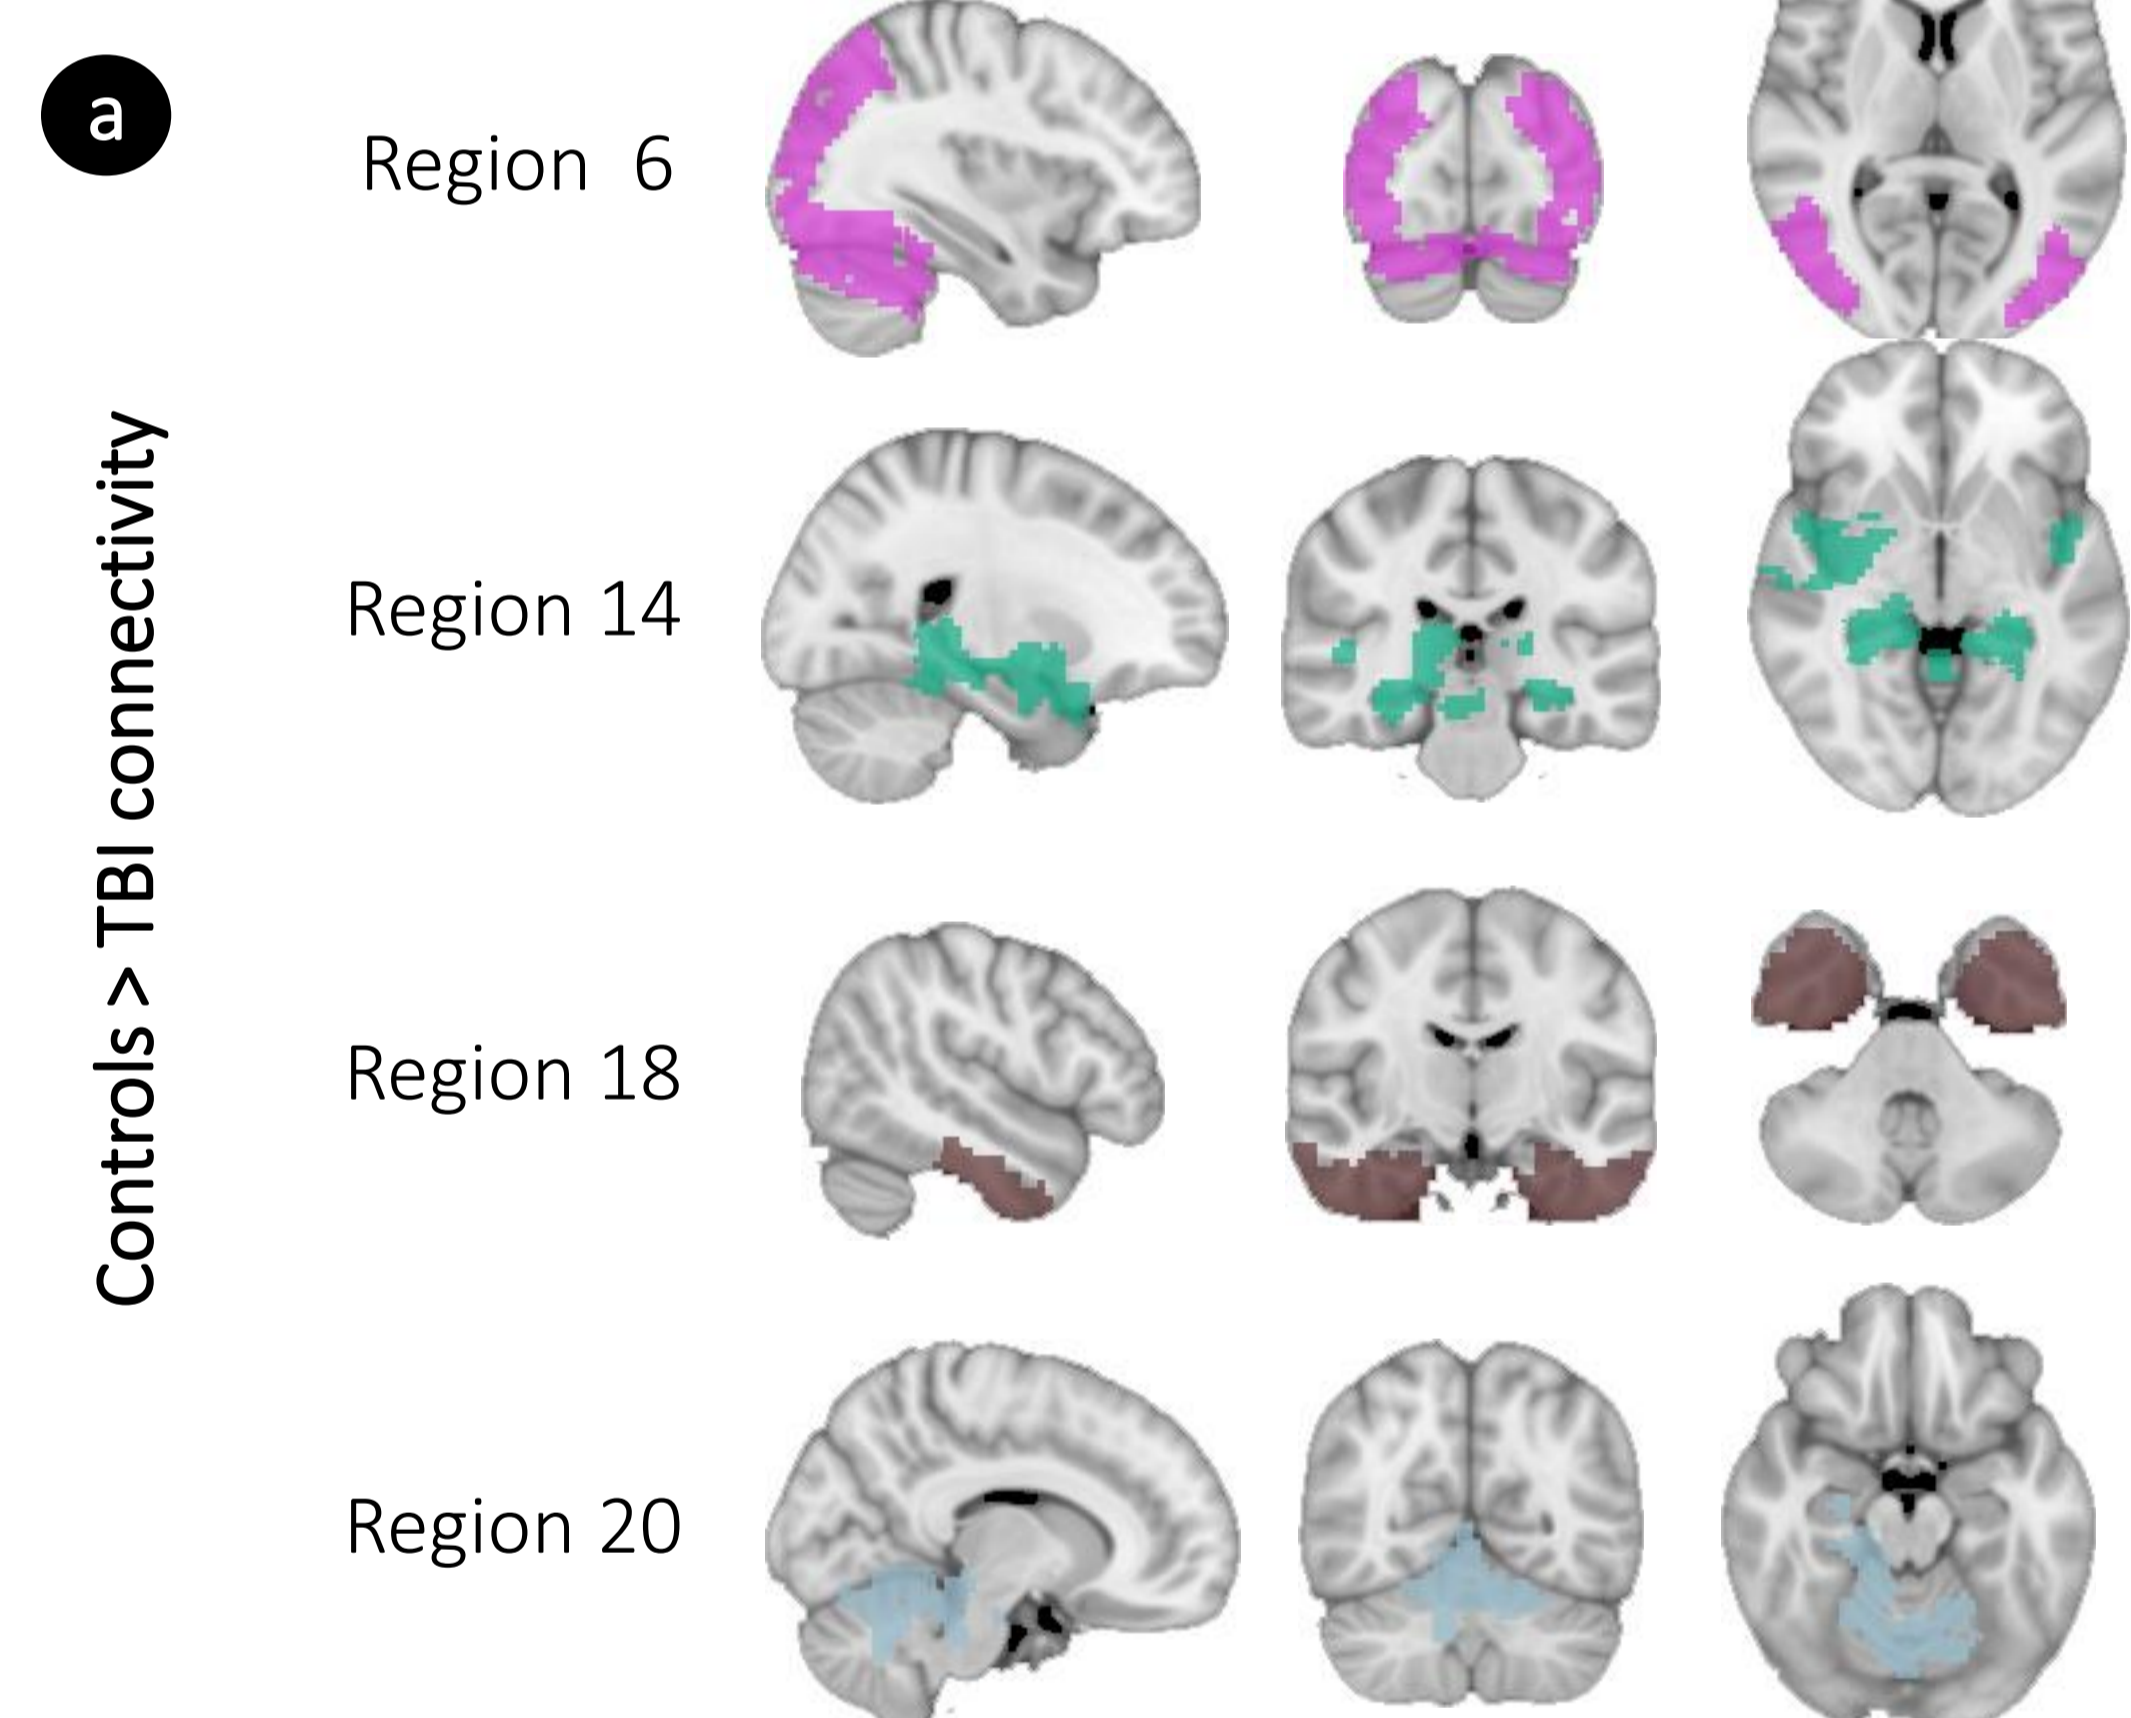 a
Region 6
Controls > TBI connectivity
Region 14
Region 18
Region 20